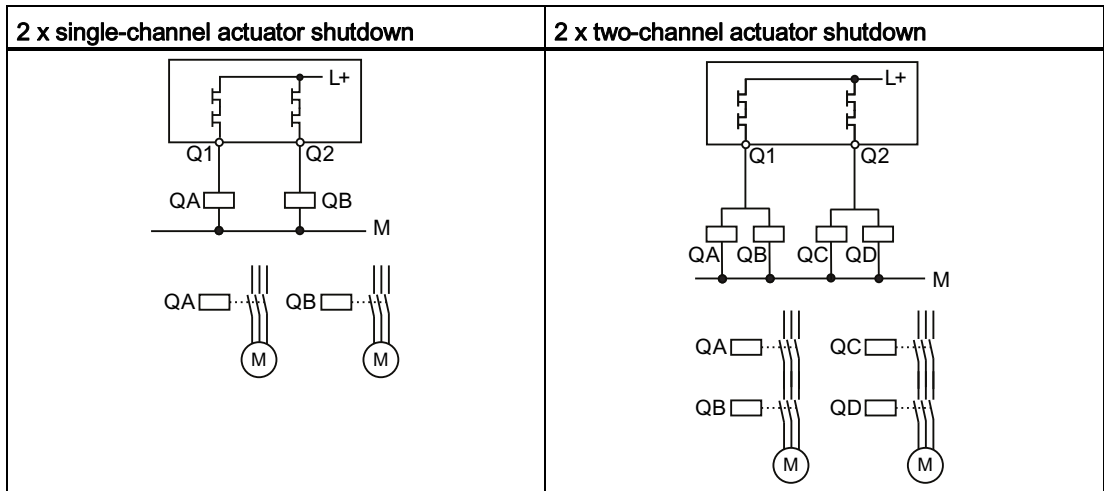 2 x single-channel actuator shutdown
L+
Q1 Q2
QA QB
M
QA QB
M M
2 x two-channel actuator shutdown
L+
Q1 Q2
QA QB QC QD
M
QA QC
QB QD
M M